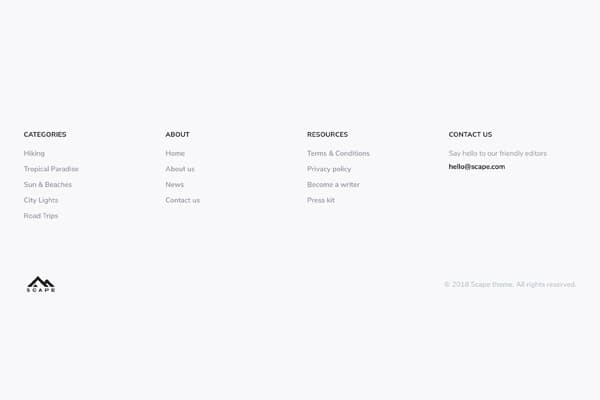 CATEGORIES
Hiking
Tropical Paradise
Sun & Beaches
City Lights
Road Trips
ABOUT
Home
About us
News
Contact us
RESOURCES
Terms & Conditions
Privacy policy
Become a writer
Press kit
CONTACT US
Say hello to our friendly editors
hello@scape.com
SCAPE
© 2018 Scape theme. All rights reserved.